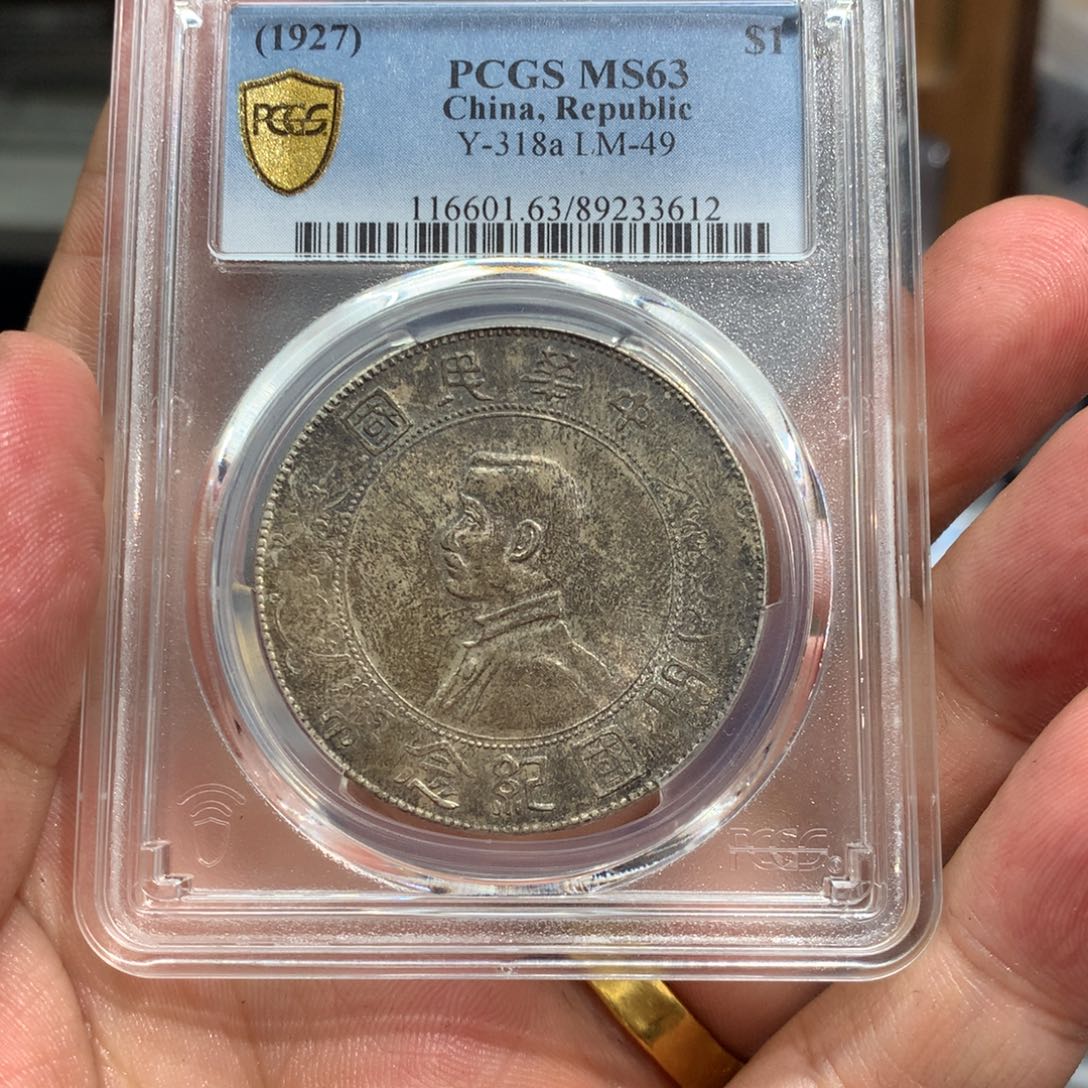 (1927) $1
PCGS MS63
China, Republic
Y-318a LM-49
116601.63/89233612
PCGS
中華民國
開國紀念幣
PCGS